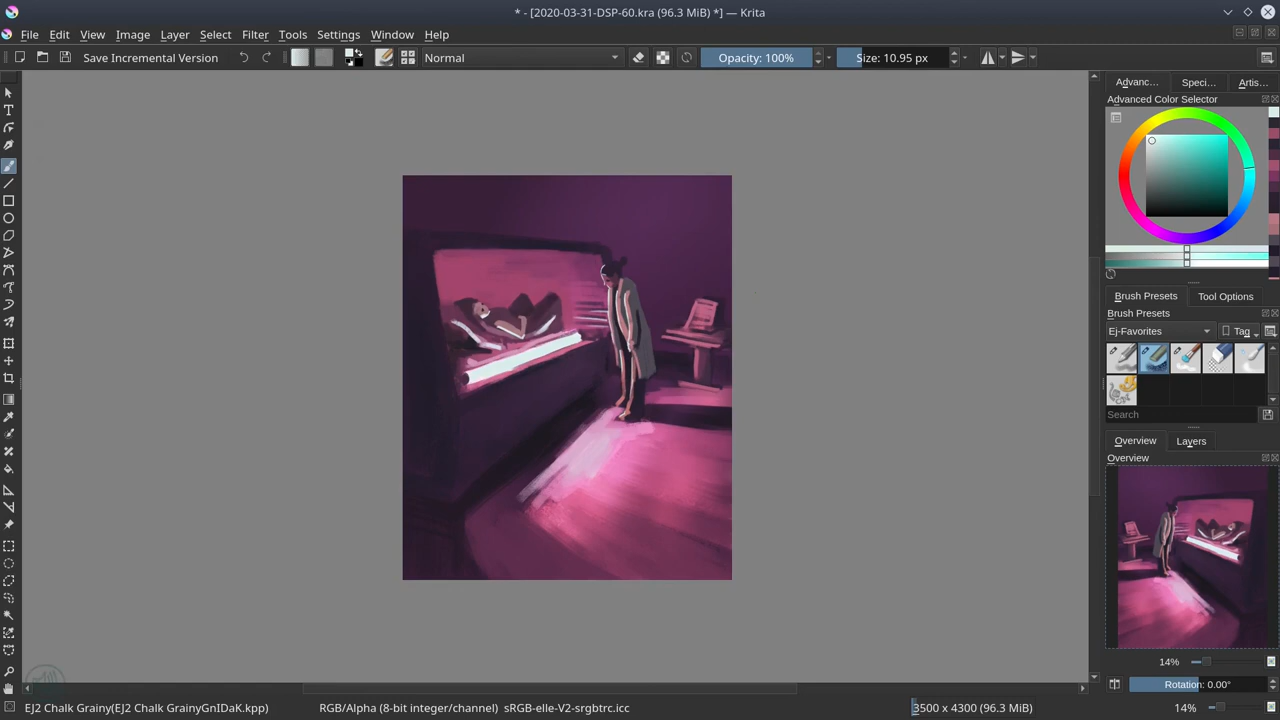 * - [2020-03-31-DSP-60.kra (96.3 MiB) *] — Krita
File Edit View Image Layer Select Filter Tools Settings Window Help
Save Incremental Version Normal Opacity: 100% Size: 10.95 px
Advanc... Speci... Artis...
Advanced Color Selector
Brush Presets Tool Options
Brush Presets
Ej-Favorites Tag
Search
Overview Layers
Overview
14%
Rotation: 0.00°
EJ2 Chalk Grainy(EJ2 Chalk GrainyGnIDaK.kpp) RGB/Alpha (8-bit integer/channel) sRGB-elle-V2-srgbtrc.icc 3500 x 4300 (96.3 MiB) 14%